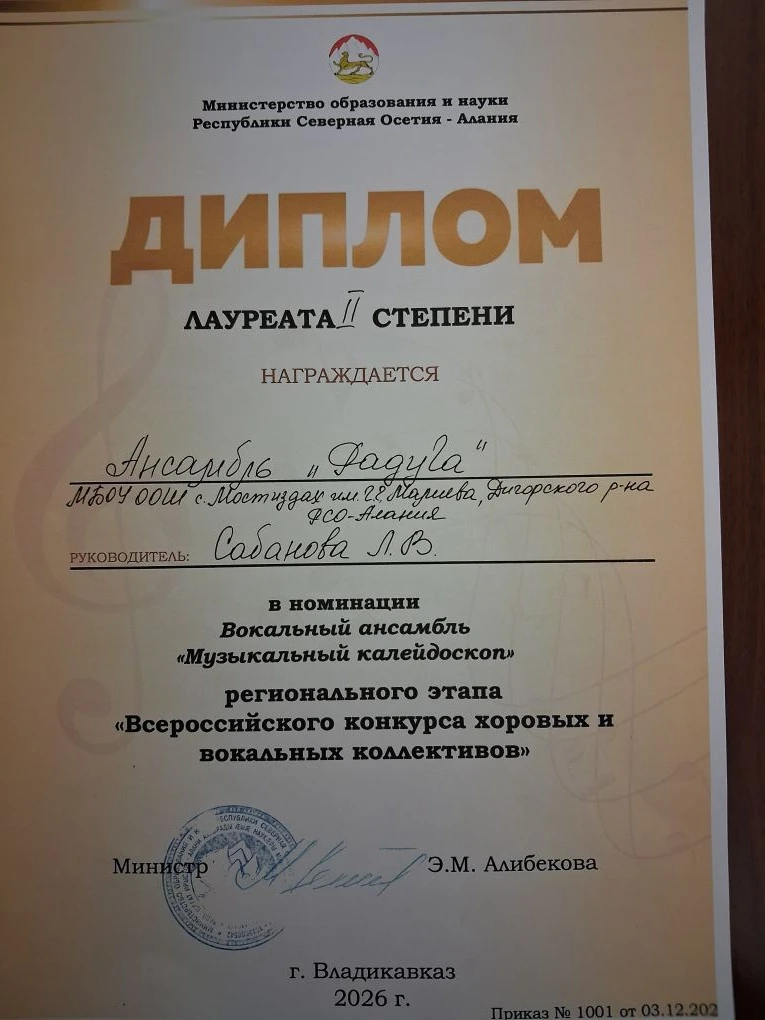 Министерство образования и науки
Республики Северная Осетия - Алания
ДИПЛОМ
ЛАУРЕАТА II СТЕПЕНИ
НАГРАЖДАЕТСЯ
Ансамбль „Радуга"
МБОУ ООШ с. Мостиздах им. Г.Е. Малиева, Дигорского р-на
РСО-Алания
РУКОВОДИТЕЛЬ: Сабанова Л.В.
в номинации
Вокальный ансамбль
«Музыкальный калейдоскоп»
регионального этапа
«Всероссийского конкурса хоровых и
вокальных коллективов»
Министр Э.М. Алибекова
г. Владикавказ
2026 г.
Приказ № 1001 от 03.12.202